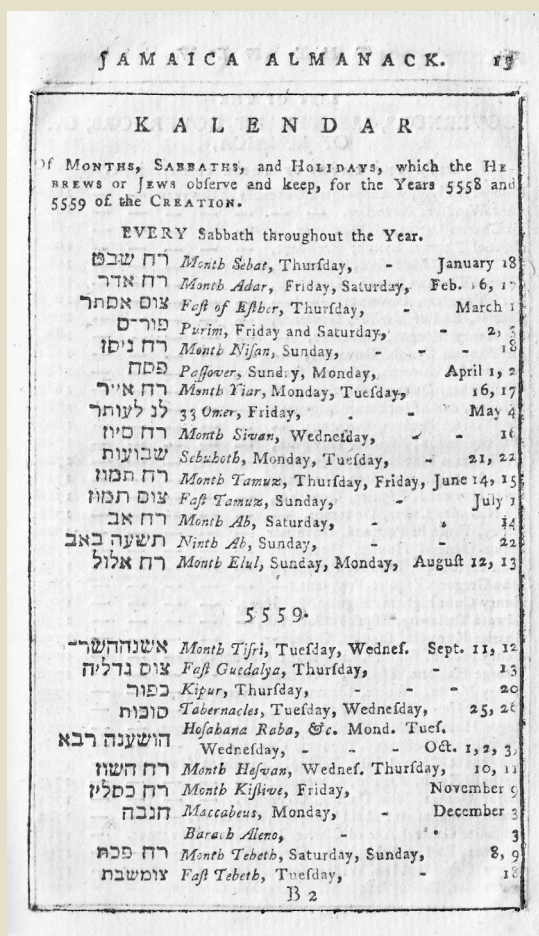 JAMAICA ALMANACK. 15
KALENDAR
Of MONTHS, SABBATHS, and HOLIDAYS, which the HE
BREWS or JEWS obſerve and keep, for the Years 5558 and
5559 of the CREATION.
EVERY Sabbath throughout the Year.
רח שבט Month Sebat, Thurſday, - January 18
רח אדר Month Adar, Friday, Saturday, Feb. 16, 17
צום אסתר Faſt of Eſther, Thurſday, - March 1
פורים Purim, Friday and Saturday, - 2, 3
רח ניסן Month Niſan, Sunday, - - 18
פסח Paſſover, Sunday, Monday, April 1, 2
רח אייר Month Yiar, Monday, Tueſday, 16, 17
לג לעומר 33 Omer, Friday, - May 4
רח סיון Month Sivan, Wedneſday, - - 16
שבועות Sebuhoth, Monday, Tueſday, - 21, 22
רח תמוז Month Tamuz, Thurſday, Friday, June 14, 15
צום תמוז Faſt Tamuz, Sunday, - July 1
רח אב Month Ab, Saturday, - - 14
תשעה באב Ninth Ab, Sunday, - 22
רח אלול Month Elul, Sunday, Monday, Auguſt 12, 13
5559.
Month Tiſri, Tueſday, Wedneſ. Sept. 11, 12
צום גדליה Faſt Guedalya, Thurſday, - 13
כפור Kipur, Thurſday, - - - 20
סוכות Tabernacles, Tueſday, Wedneſday, 25, 26
Hoſahana Raba, &c. Mond. Tueſ.
הושענה רבא Wedneſday, - - - Oct. 1, 2, 3,
רח חשון Month Heſvan, Wedneſ. Thurſday, 10, 11
רח כסליו Month Kiſlive, Friday, November 9
חנבה Maccabeus, Monday, - December 3
Barach Aleno, - - 3
רח פכת Month Tebeth, Saturday, Sunday, 8, 9
צומשבת Faſt Tebeth, Tueſday, - 18
B 2